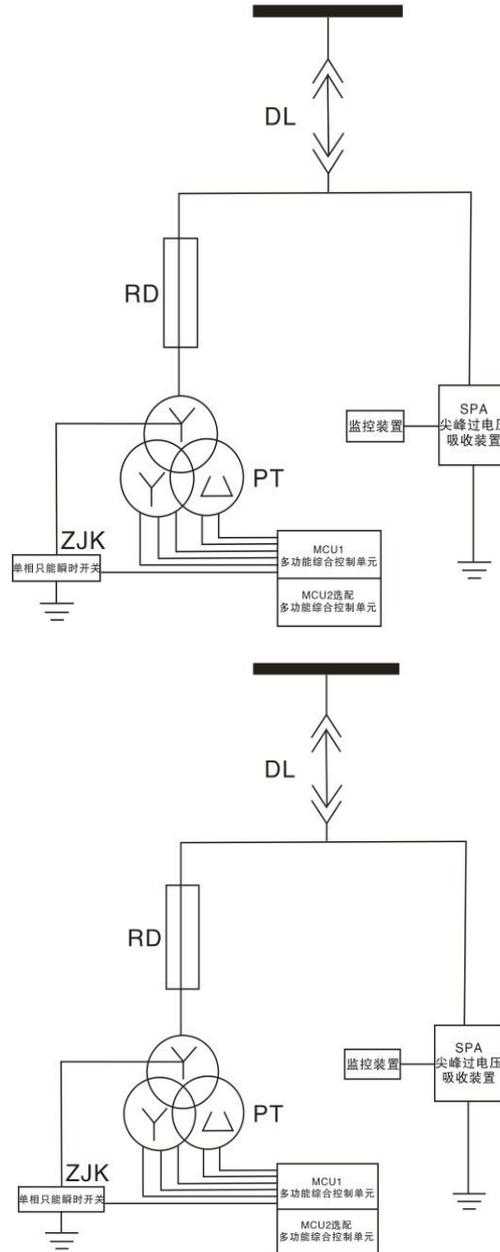 DL
RD
SPA
尖峰过电压
吸收装置
监控装置
PT
ZJK
单相只能瞬时开关
MCU1
多功能综合控制单元
MCU2选配
多功能综合控制单元
DL
RD
SPA
尖峰过电压
吸收装置
监控装置
PT
ZJK
单相只能瞬时开关
MCU1
多功能综合控制单元
MCU2选配
多功能综合控制单元